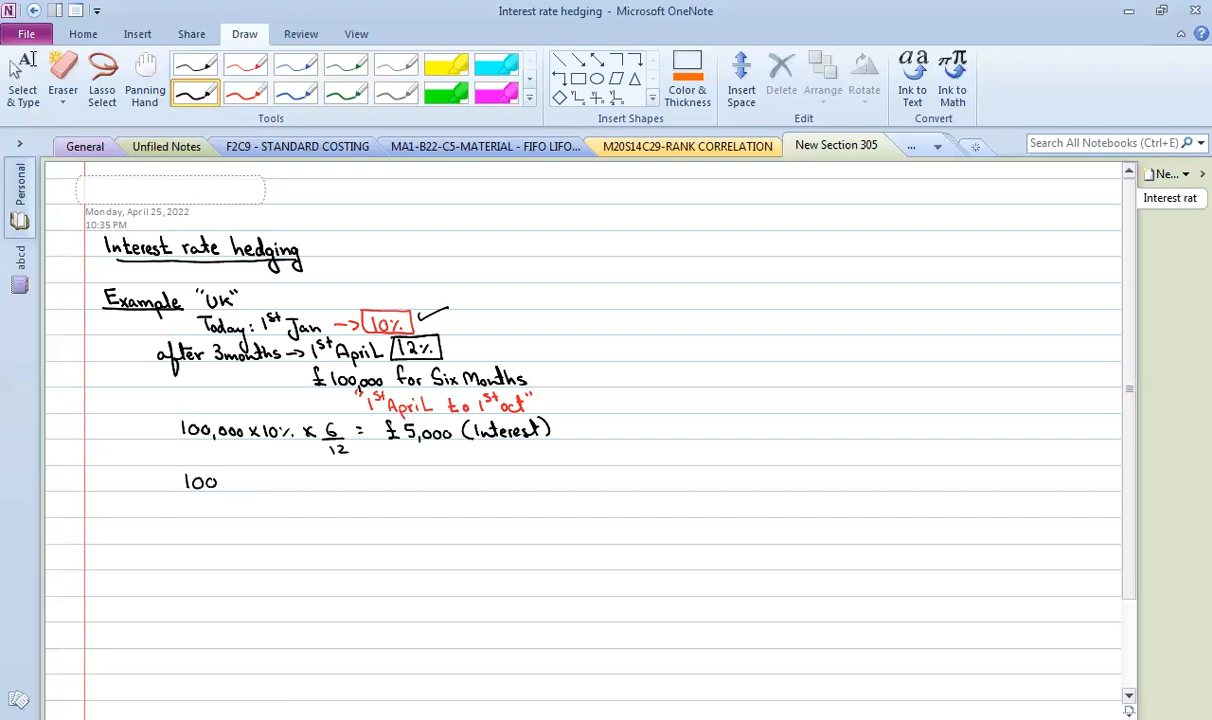 Interest rate hedging - Microsoft OneNote
File Home Insert Share Draw Review View
Select & Type
Eraser
Lasso Select
Panning Hand
Color & Thickness
Insert Space
Delete
Arrange
Rotate
Ink to Text
Ink to Math
Tools Insert Shapes Edit Convert
General Unfiled Notes F2C9 - STANDARD COSTING MA1-B22-C5-MATERIAL - FIFO LIFO... M20S14C29-RANK CORRELATION New Section 305 ... Search All Notebooks (Ctrl+E)
Personal
abcd
Ne...
Interest rat
Monday, April 25, 2022
10:35 PM
Interest rate hedging
Example "UK"
Today: 1st Jan → 10%
after 3months → 1st April 12%
£100,000 for Six Months
"1st April to 1st oct"
100,000 x 10% x 6/12 = £5,000 (Interest)
100